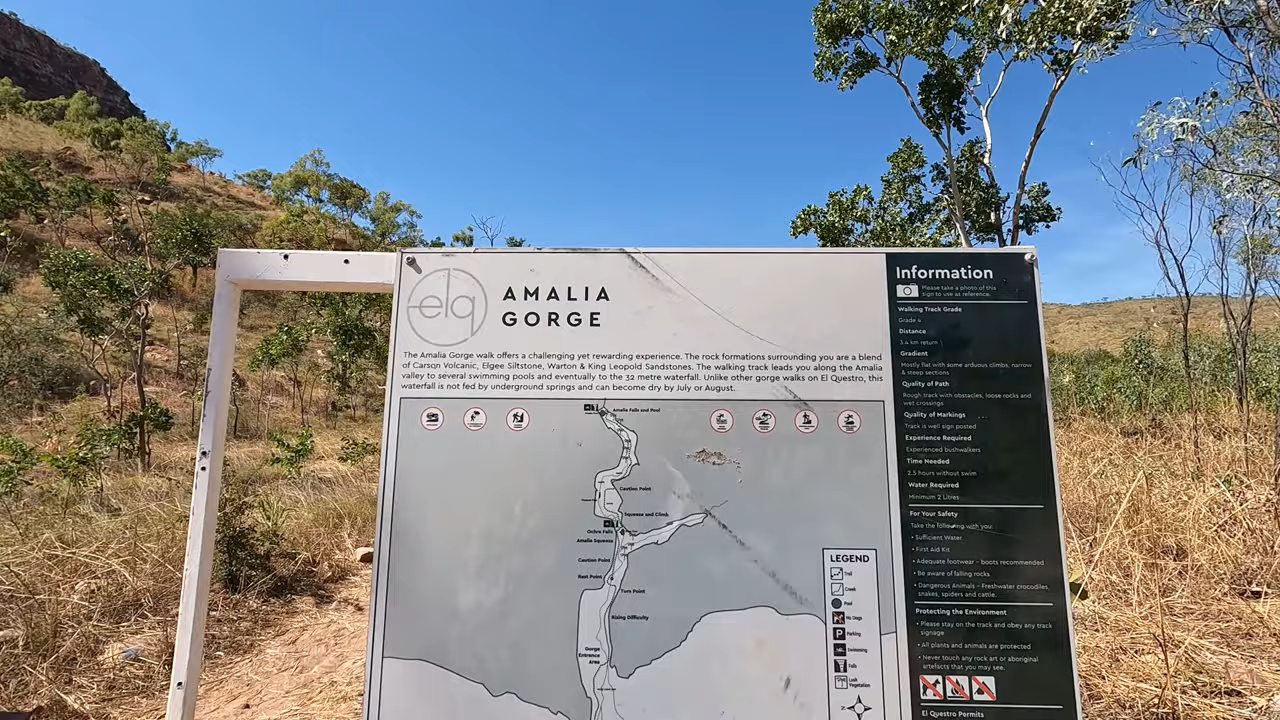 elq
AMALIA
GORGE
The Amalia Gorge walk offers a challenging yet rewarding experience. The rock formations surrounding you are a blend
of Carson Volcanic, Elgee Siltstone, Warton & King Leopold Sandstones. The walking track leads you along the Amalia
valley to several swimming pools and eventually to the 32 metre waterfall. Unlike other gorge walks on El Questro, this
waterfall is not fed by underground springs and can become dry by July or August.
Amalia Falls and Pool
Caution Point
Squeeze and Climb
Ochre Falls
Amalia Squeeze
Caution Point
Rest Point
Turn Point
Rising Difficulty
Gorge
Entrance
Area
LEGEND
Trail
Creek
Pool
No Dogs
P Parking
Swimming
Falls
Lush
Vegetation
N
Information
Please take a photo of this
sign to use as reference.
Walking Track Grade
Grade 4
Distance
3.4 km return
Gradient
Mostly flat with some arduous climbs, narrow
& steep sections
Quality of Path
Rough track with obstacles, loose rocks and
wet crossings
Quality of Markings
Track is well sign posted
Experience Required
Experienced bushwalkers
Time Needed
2.5 hours without swim
Water Required
Minimum 2 Litres
For Your Safety
Take the following with you:
• Sufficient Water
• First Aid Kit
• Adequate footwear – boots recommended
• Be aware of falling rocks
• Dangerous Animals – Freshwater crocodiles,
snakes, spiders and cattle.
Protecting the Environment
• Please stay on the track and obey any track
signage
• All plants and animals are protected
• Never touch any rock art or aboriginal
artefacts that you may see.
El Questro Permits